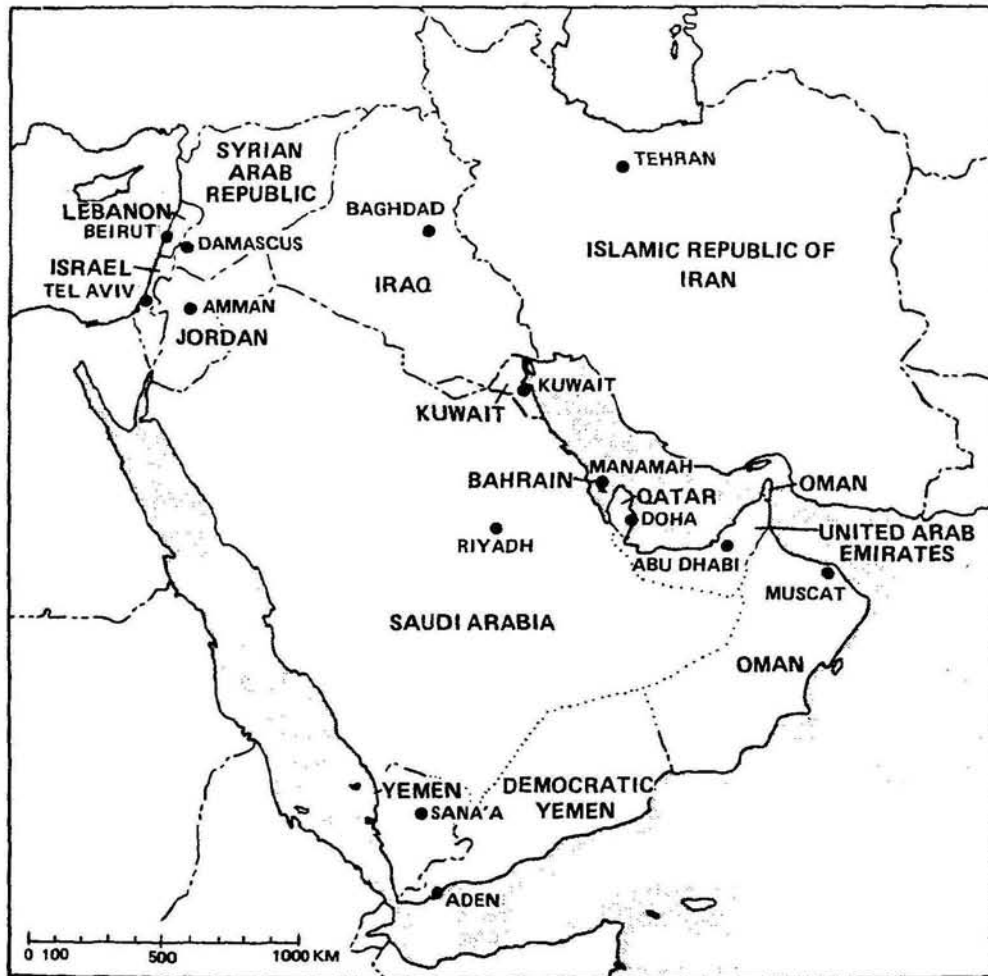 SYRIAN
ARAB
REPUBLIC
TEHRAN
LEBANON
BEIRUT
BAGHDAD
DAMASCUS
ISLAMIC REPUBLIC OF
IRAN
ISRAEL
TEL AVIV
IRAQ
AMMAN
JORDAN
KUWAIT
KUWAIT
MANAMAH
BAHRAIN
QATAR
OMAN
DOHA
UNITED ARAB
EMIRATES
RIYADH
ABU DHABI
MUSCAT
SAUDI ARABIA
OMAN
YEMEN
DEMOCRATIC
YEMEN
SANA'A
ADEN
0 100 500 1000 KM